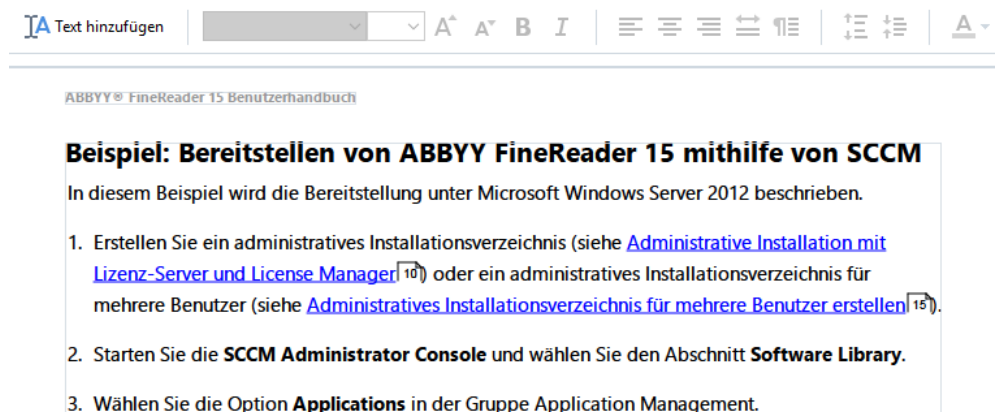 Text hinzufügen
A A B I A
ABBYY® FineReader 15 Benutzerhandbuch
Beispiel: Bereitstellen von ABBYY FineReader 15 mithilfe von SCCM
In diesem Beispiel wird die Bereitstellung unter Microsoft Windows Server 2012 beschrieben.
1. Erstellen Sie ein administratives Installationsverzeichnis (siehe Administrative Installation mit
Lizenz-Server und License Manager 10) oder ein administratives Installationsverzeichnis für
mehrere Benutzer (siehe Administratives Installationsverzeichnis für mehrere Benutzer erstellen 15).
2. Starten Sie die SCCM Administrator Console und wählen Sie den Abschnitt Software Library.
3. Wählen Sie die Option Applications in der Gruppe Application Management.